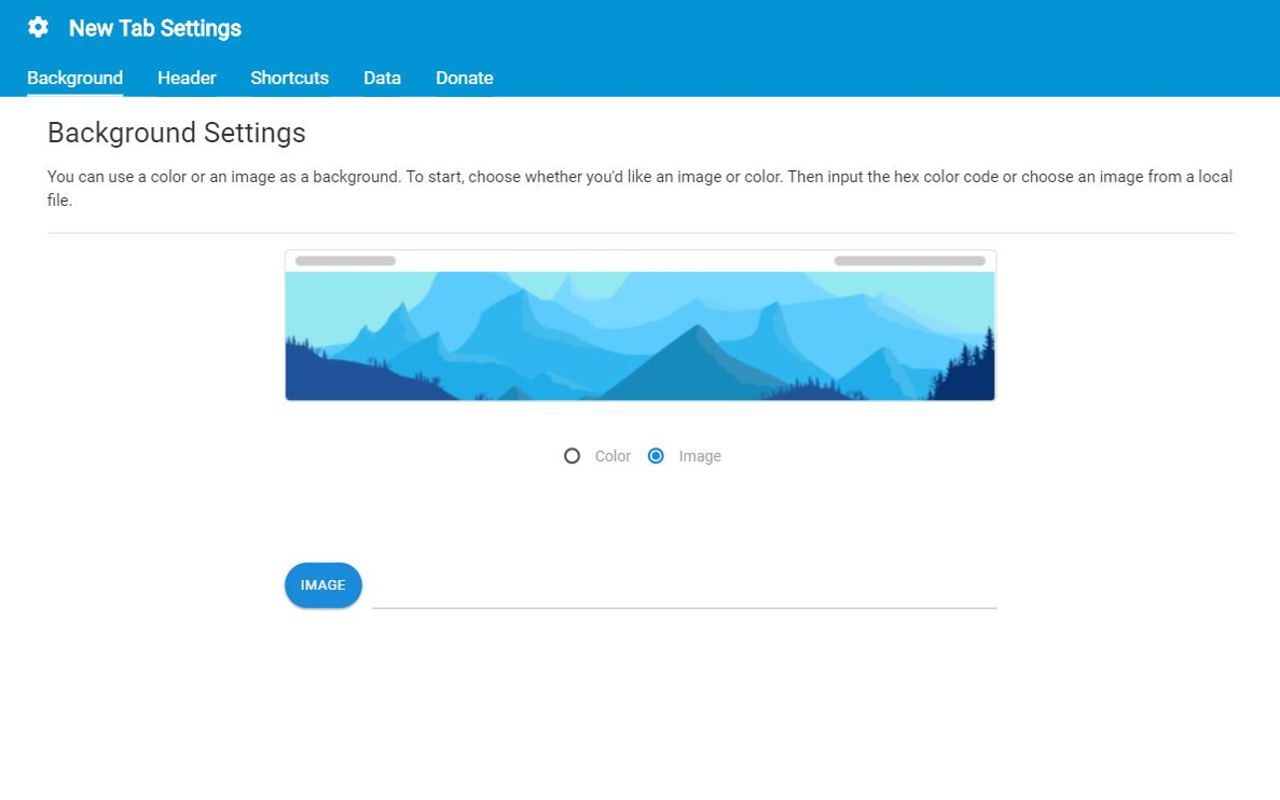 New Tab Settings
Background Header Shortcuts Data Donate
Background Settings
You can use a color or an image as a background. To start, choose whether you'd like an image or color. Then input the hex color code or choose an image from a local
file.
Color Image
IMAGE